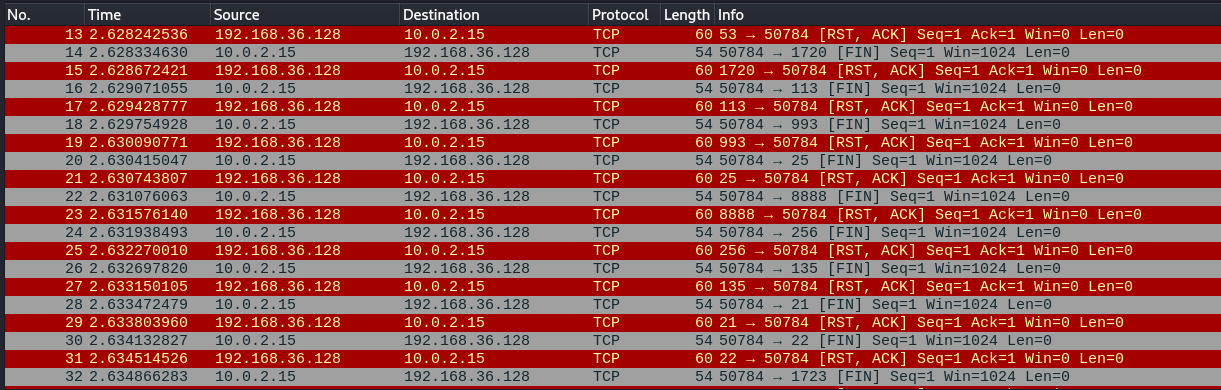 No. Time Source Destination Protocol Length Info
13 2.628242536 192.168.36.128 10.0.2.15 TCP 60 53 → 50784 [RST, ACK] Seq=1 Ack=1 Win=0 Len=0
14 2.628334630 10.0.2.15 192.168.36.128 TCP 54 50784 → 1720 [FIN] Seq=1 Win=1024 Len=0
15 2.628672421 192.168.36.128 10.0.2.15 TCP 60 1720 → 50784 [RST, ACK] Seq=1 Ack=1 Win=0 Len=0
16 2.629071055 10.0.2.15 192.168.36.128 TCP 54 50784 → 113 [FIN] Seq=1 Win=1024 Len=0
17 2.629428777 192.168.36.128 10.0.2.15 TCP 60 113 → 50784 [RST, ACK] Seq=1 Ack=1 Win=0 Len=0
18 2.629754928 10.0.2.15 192.168.36.128 TCP 54 50784 → 993 [FIN] Seq=1 Win=1024 Len=0
19 2.630090771 192.168.36.128 10.0.2.15 TCP 60 993 → 50784 [RST, ACK] Seq=1 Ack=1 Win=0 Len=0
20 2.630415047 10.0.2.15 192.168.36.128 TCP 54 50784 → 25 [FIN] Seq=1 Win=1024 Len=0
21 2.630743807 192.168.36.128 10.0.2.15 TCP 60 25 → 50784 [RST, ACK] Seq=1 Ack=1 Win=0 Len=0
22 2.631076063 10.0.2.15 192.168.36.128 TCP 54 50784 → 8888 [FIN] Seq=1 Win=1024 Len=0
23 2.631576140 192.168.36.128 10.0.2.15 TCP 60 8888 → 50784 [RST, ACK] Seq=1 Ack=1 Win=0 Len=0
24 2.631938493 10.0.2.15 192.168.36.128 TCP 54 50784 → 256 [FIN] Seq=1 Win=1024 Len=0
25 2.632270010 192.168.36.128 10.0.2.15 TCP 60 256 → 50784 [RST, ACK] Seq=1 Ack=1 Win=0 Len=0
26 2.632697820 10.0.2.15 192.168.36.128 TCP 54 50784 → 135 [FIN] Seq=1 Win=1024 Len=0
27 2.633150105 192.168.36.128 10.0.2.15 TCP 60 135 → 50784 [RST, ACK] Seq=1 Ack=1 Win=0 Len=0
28 2.633472479 10.0.2.15 192.168.36.128 TCP 54 50784 → 21 [FIN] Seq=1 Win=1024 Len=0
29 2.633803960 192.168.36.128 10.0.2.15 TCP 60 21 → 50784 [RST, ACK] Seq=1 Ack=1 Win=0 Len=0
30 2.634132827 10.0.2.15 192.168.36.128 TCP 54 50784 → 22 [FIN] Seq=1 Win=1024 Len=0
31 2.634514526 192.168.36.128 10.0.2.15 TCP 60 22 → 50784 [RST, ACK] Seq=1 Ack=1 Win=0 Len=0
32 2.634866283 10.0.2.15 192.168.36.128 TCP 54 50784 → 1723 [FIN] Seq=1 Win=1024 Len=0